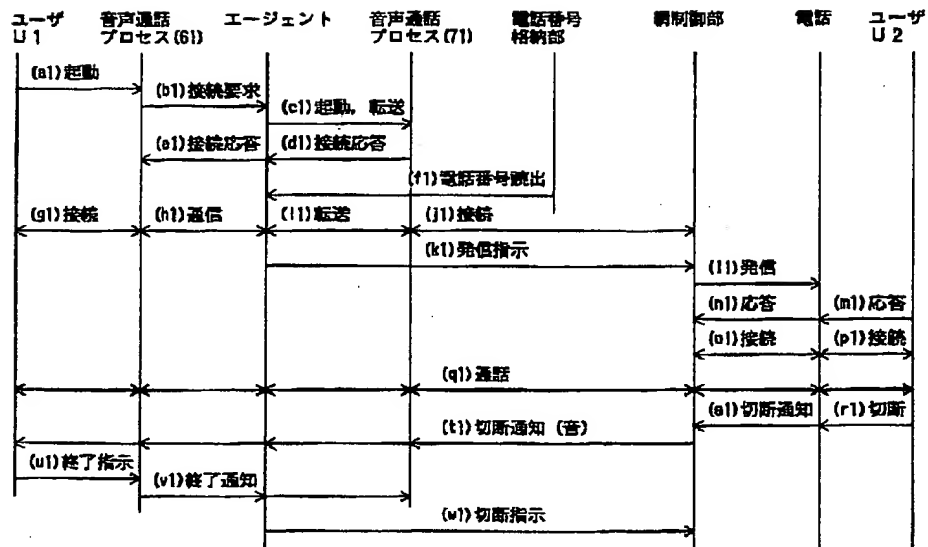 ユーザ
U 1
音声通話
プロセス(61)
エージェント
音声通話
プロセス(71)
電話番号
格納部
網制御部
電話
ユーザ
U 2
(a1)起動
(b1)接続要求
(c1)起動，転送
(e1)接続応答
(d1)接続応答
(f1)電話番号読出
(g1)接続
(h1)通信
(i1)転送
(j1)接続
(k1)発信指示
(l1)発信
(n1)応答
(m1)応答
(o1)接続
(p1)接続
(q1)通話
(s1)切断通知
(r1)切断
(t1)切断通知（音）
(u1)終了指示
(v1)終了通知
(w1)切断指示